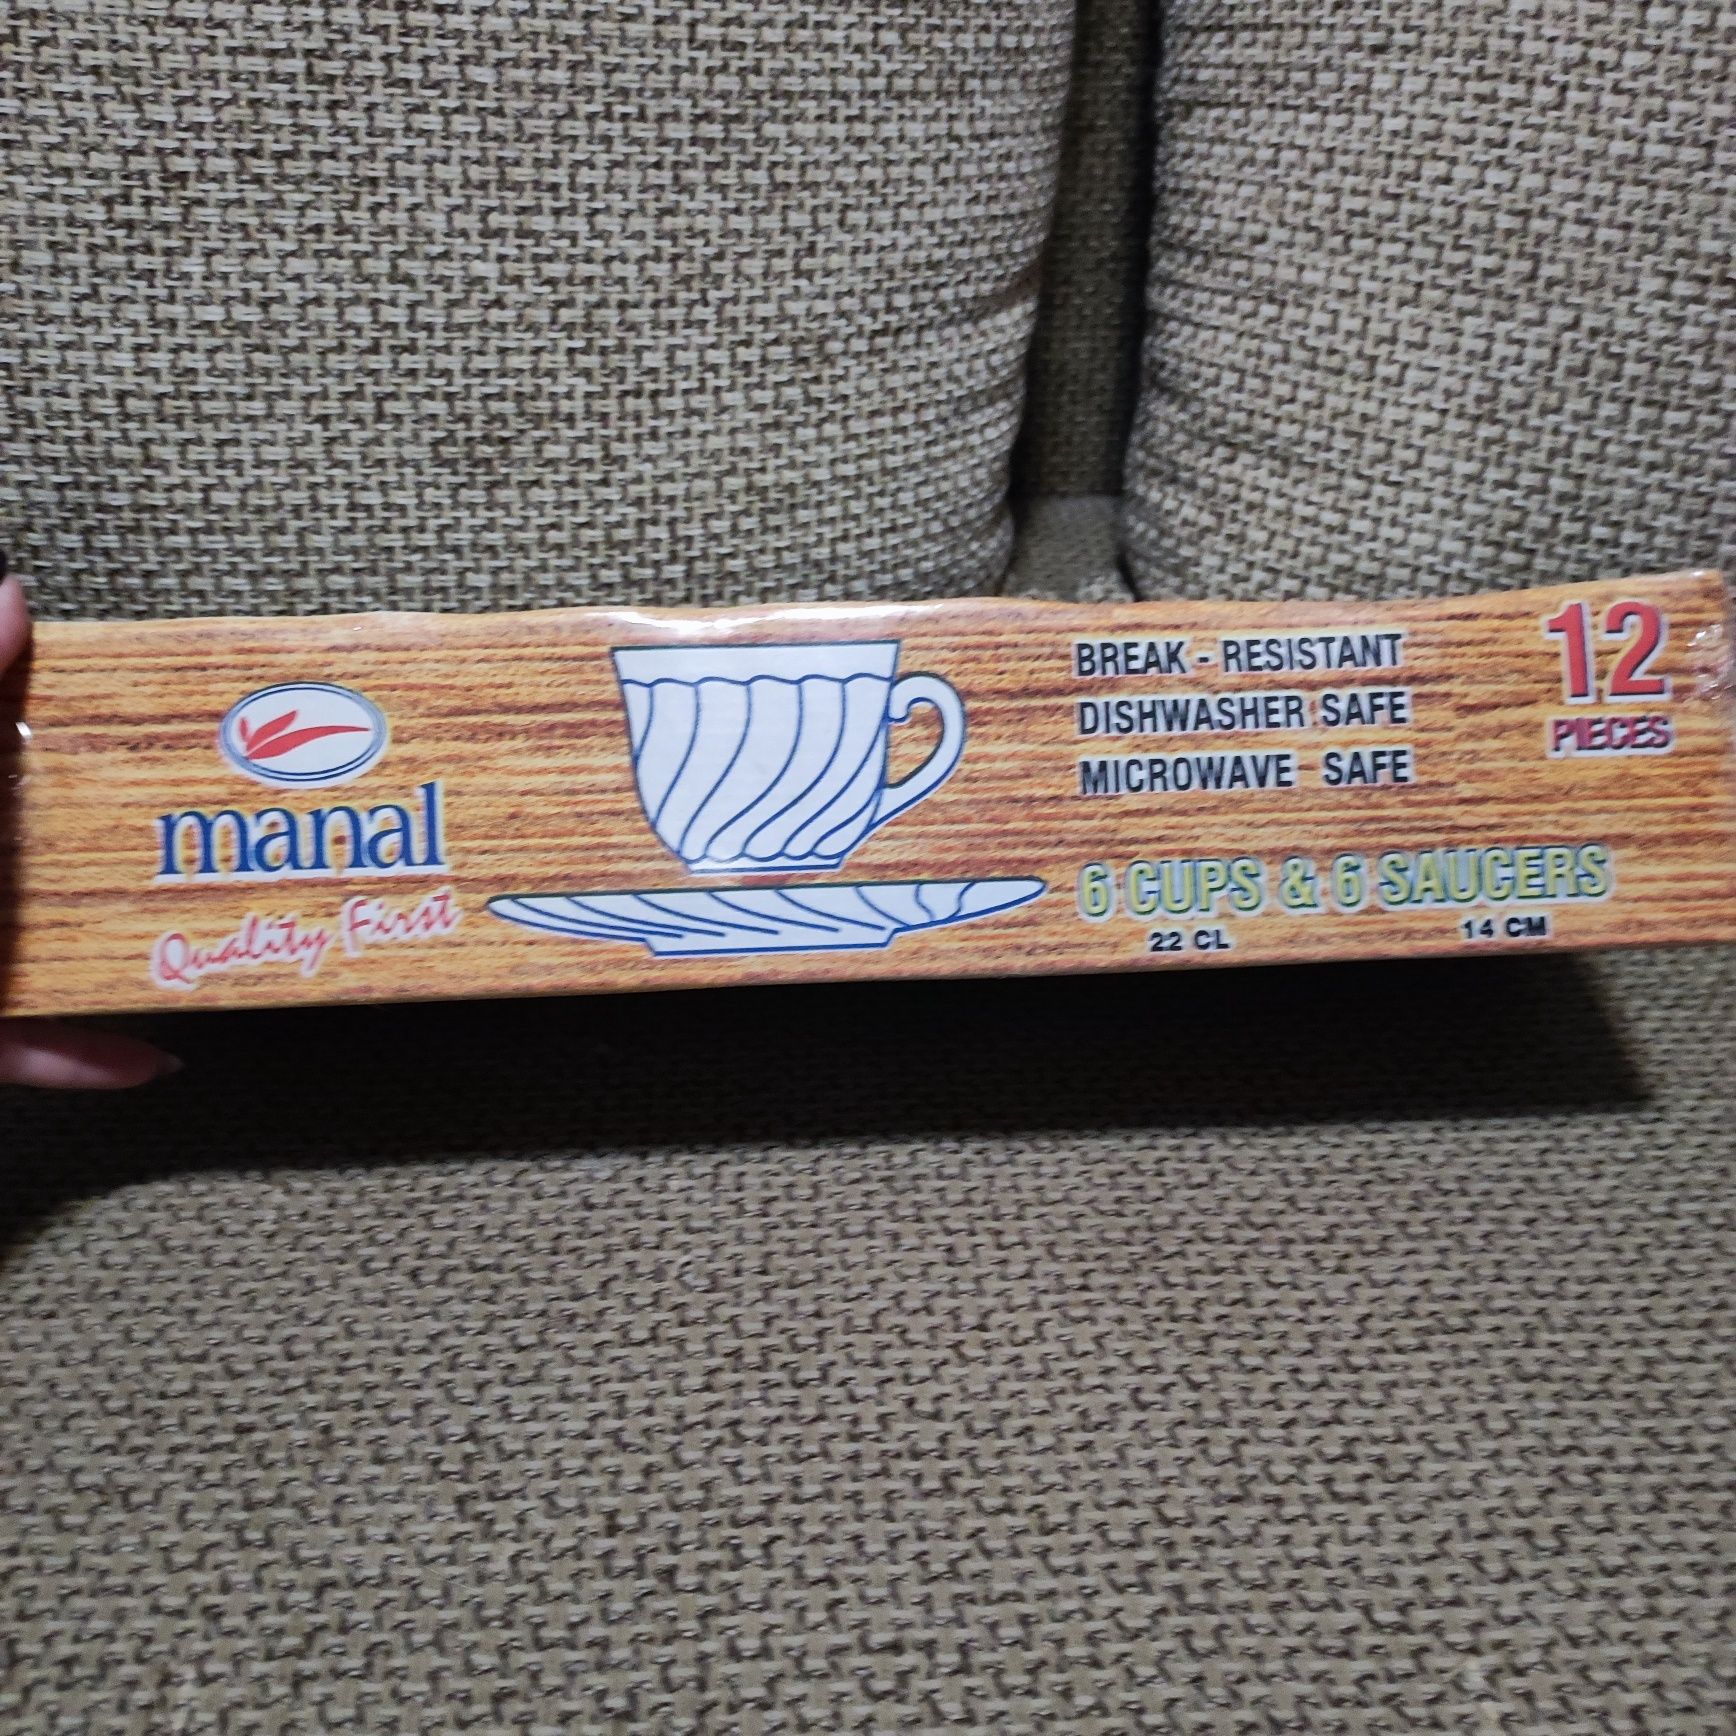 manal
Quality First
BREAK - RESISTANT
DISHWASHER SAFE
MICROWAVE SAFE
12
PIECES
6 CUPS & 6 SAUCERS
22 CL 14 CM